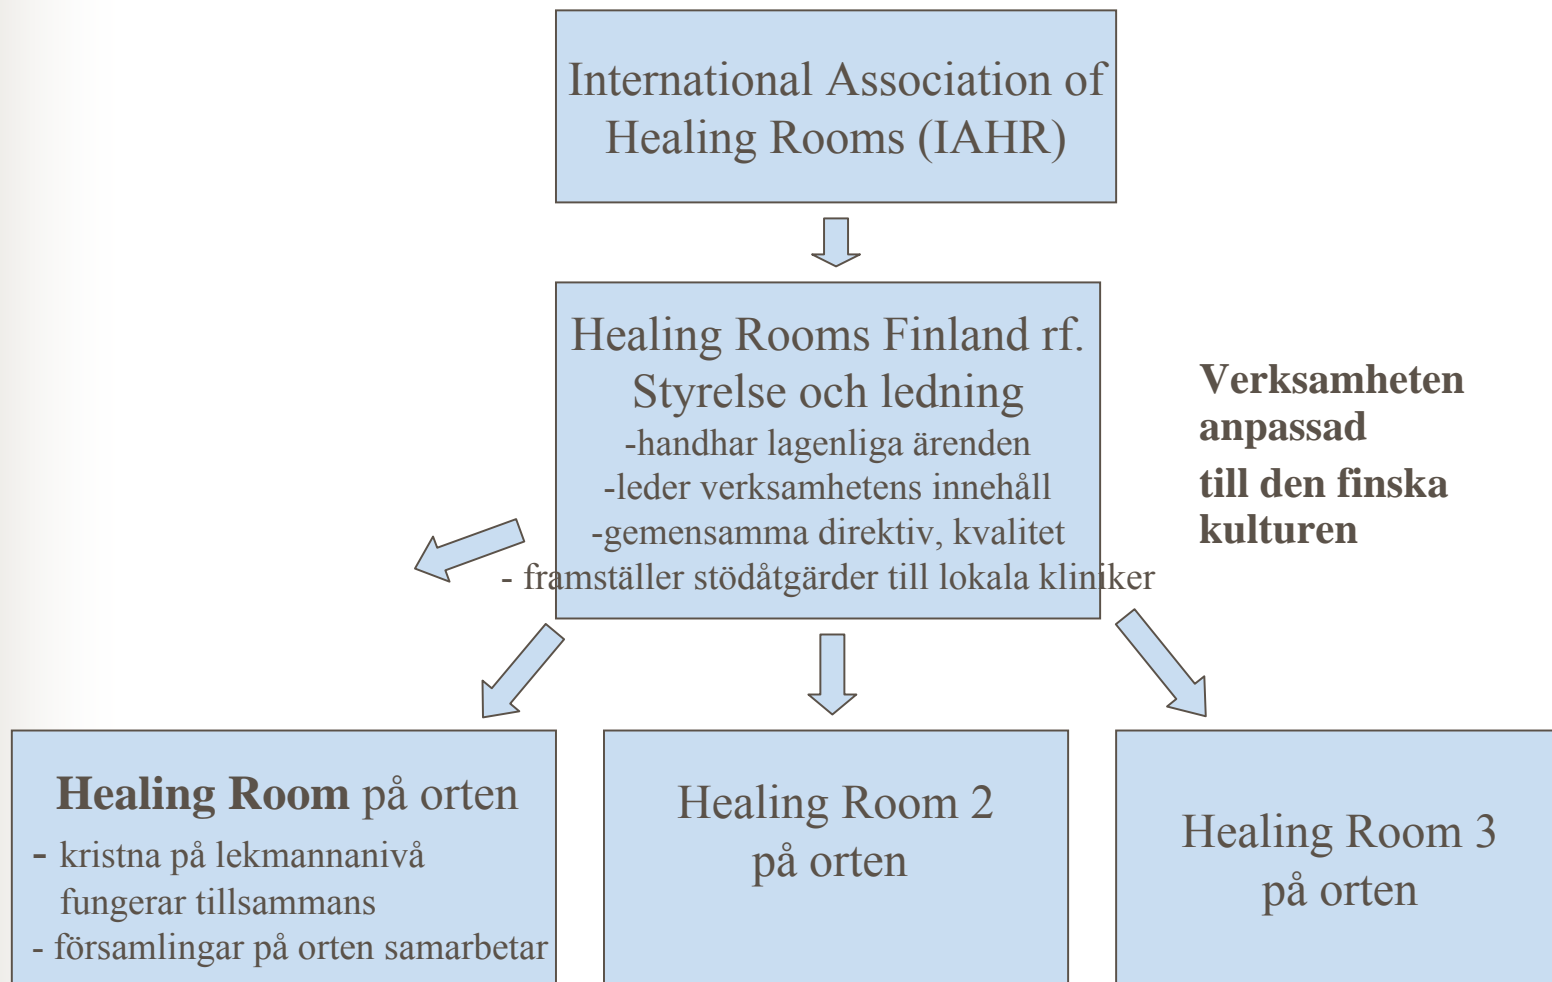 International Association of
Healing Rooms (IAHR)
Healing Rooms Finland rf.
Styrelse och ledning
-handhar lagenliga ärenden
-leder verksamhetens innehåll
-gemensamma direktiv, kvalitet
- framställer stödåtgärder till lokala kliniker
Verksamheten
anpassad
till den finska
kulturen
Healing Room på orten
- kristna på lekmannanivå
fungerar tillsammans
- församlingar på orten samarbetar
Healing Room 2
på orten
Healing Room 3
på orten